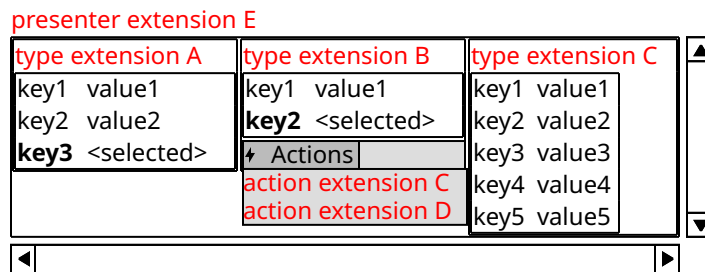 presenter extension E
type extension A
key1 value1
key2 value2
key3 <selected>
type extension B
key1 value1
key2 <selected>
Actions
action extension C
action extension D
type extension C
key1 value1
key2 value2
key3 value3
key4 value4
key5 value5